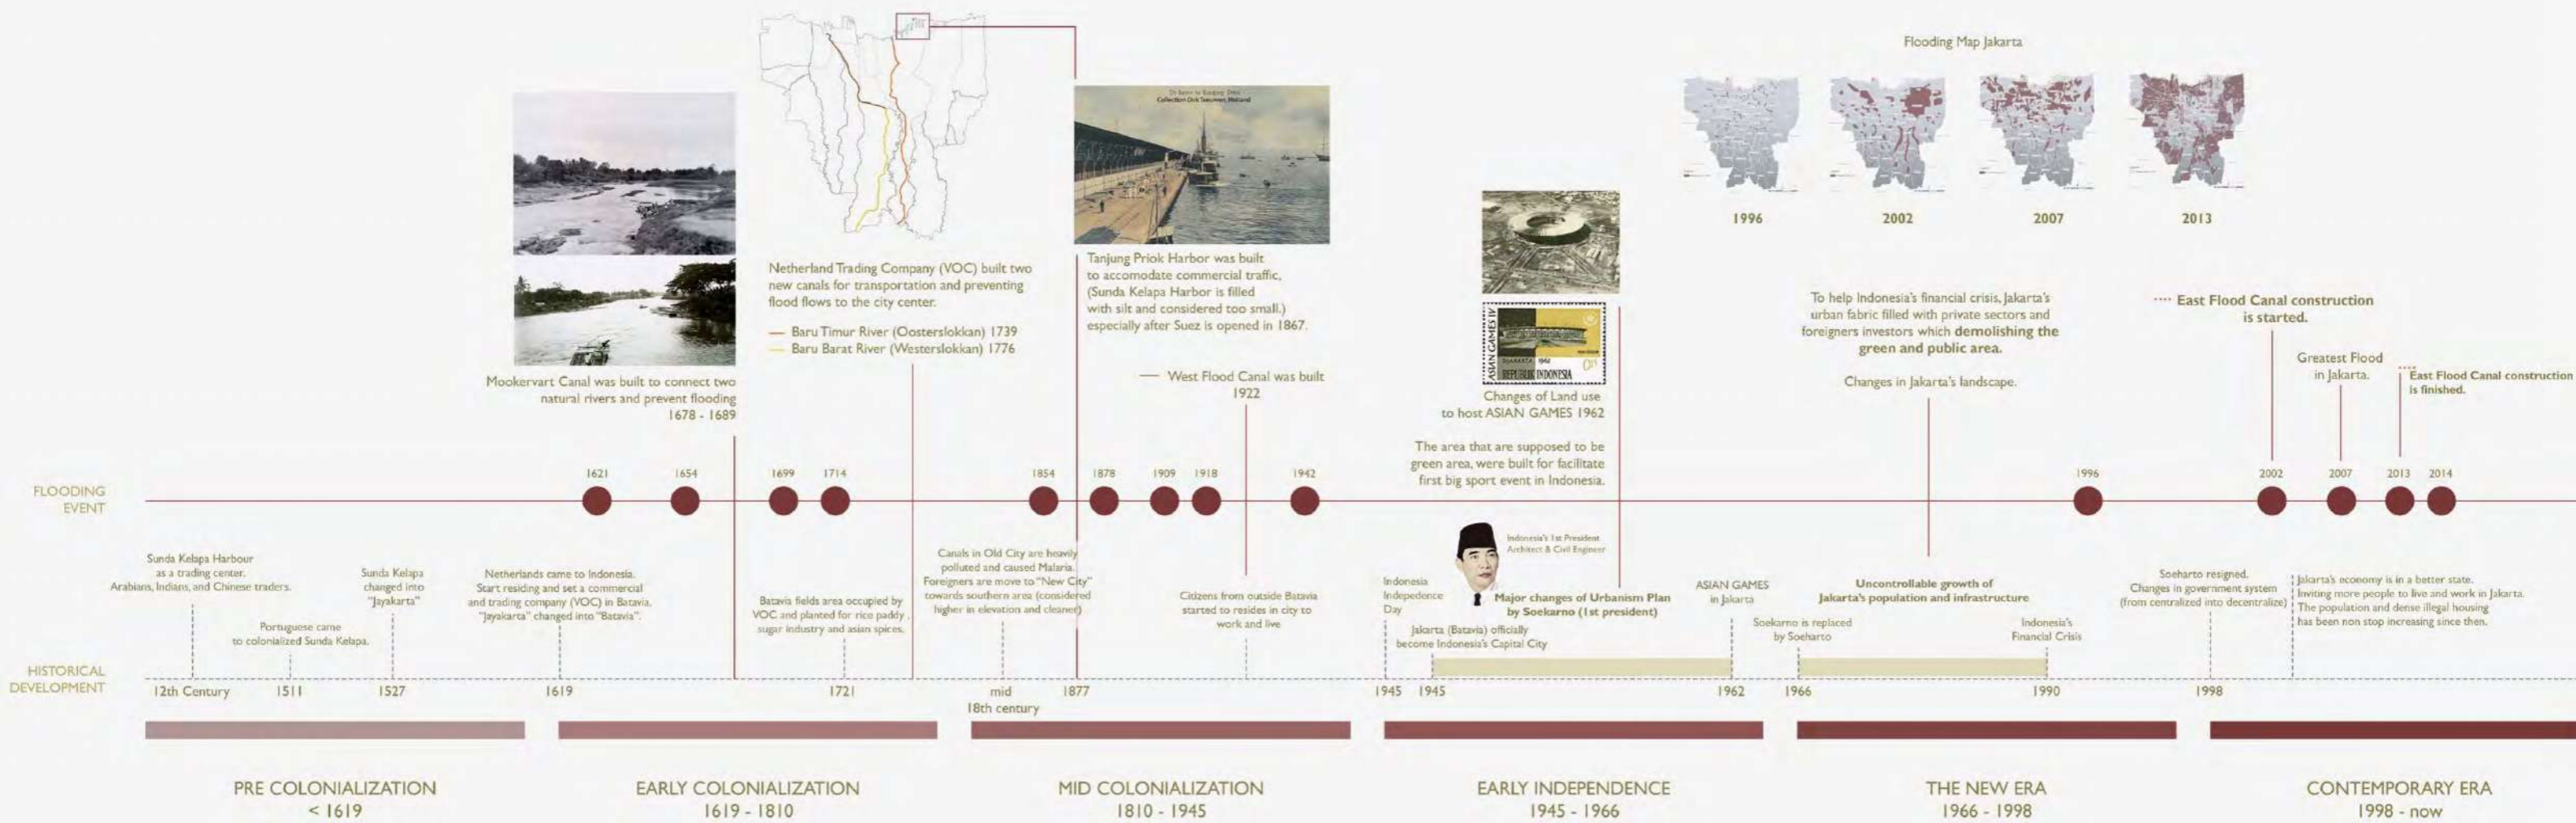 Flooding Map Jakarta
1996
2002
2007
2013
Collection Dirk Teeuwen, Holland
Mookervart Canal was built to connect two
natural rivers and prevent flooding
1678 - 1689
Netherland Trading Company (VOC) built two
new canals for transportation and preventing
flood flows to the city center.
Baru Timur River (Oosterslokkan) 1739
Baru Barat River (Westerslokkan) 1776
Tanjung Priok Harbor was built
to accomodate commercial traffic,
(Sunda Kelapa Harbor is filled
with silt and considered too small.)
especially after Suez is opened in 1867.
West Flood Canal was built
1922
ASIAN GAMES IV
1962
REPUBLIK INDONESIA
Changes of Land use
to host ASIAN GAMES 1962
The area that are supposed to be
green area, were built for facilitate
first big sport event in Indonesia.
To help Indonesia's financial crisis, Jakarta's
urban fabric filled with private sectors and
foreigners investors which demolishing the
green and public area.
Changes in Jakarta's landscape.
East Flood Canal construction
is started.
Greatest Flood
in Jakarta.
East Flood Canal construction
is finished.
FLOODING
EVENT
1621
1654
1699
1714
1854
1878
1909
1918
1942
1996
2002
2007
2013
2014
Sunda Kelapa Harbour
as a trading center.
Arabians, Indians, and Chinese traders.
Portuguese came
to colonialized Sunda Kelapa.
Sunda Kelapa
changed into
"Jayakarta"
Netherlands came to Indonesia.
Start residing and set a commercial
and trading company (VOC) in Batavia.
"Jayakarta" changed into "Batavia".
Batavia fields area occupied by
VOC and planted for rice paddy,
sugar industry and asian spices.
Canals in Old City are heavily
polluted and caused Malaria.
Foreigners are move to "New City"
towards southern area (considered
higher in elevation and cleaner)
Citizens from outside Batavia
started to resides in city to
work and live
Indonesia
Indepedence
Day
Indonesia's 1st President
Architect & Civil Engineer
Major changes of Urbanism Plan
by Soekarno (1st president)
Jakarta (Batavia) officially
become Indonesia's Capital City
ASIAN GAMES
in Jakarta
Soekarno is replaced
by Soeharto
Uncontrollable growth of
Jakarta's population and infrastructure
Indonesia's
Financial Crisis
Soeharto resigned.
Changes in government system
(from centralized into decentralize)
Jakarta's economy is in a better state.
Inviting more people to live and work in Jakarta.
The population and dense illegal housing
has been non stop increasing since then.
HISTORICAL
DEVELOPMENT
12th Century
1511
1527
1619
1721
mid
18th century
1877
1945
1945
1962
1966
1990
1998
PRE COLONIALIZATION
< 1619
EARLY COLONIALIZATION
1619 - 1810
MID COLONIALIZATION
1810 - 1945
EARLY INDEPENDENCE
1945 - 1966
THE NEW ERA
1966 - 1998
CONTEMPORARY ERA
1998 - now